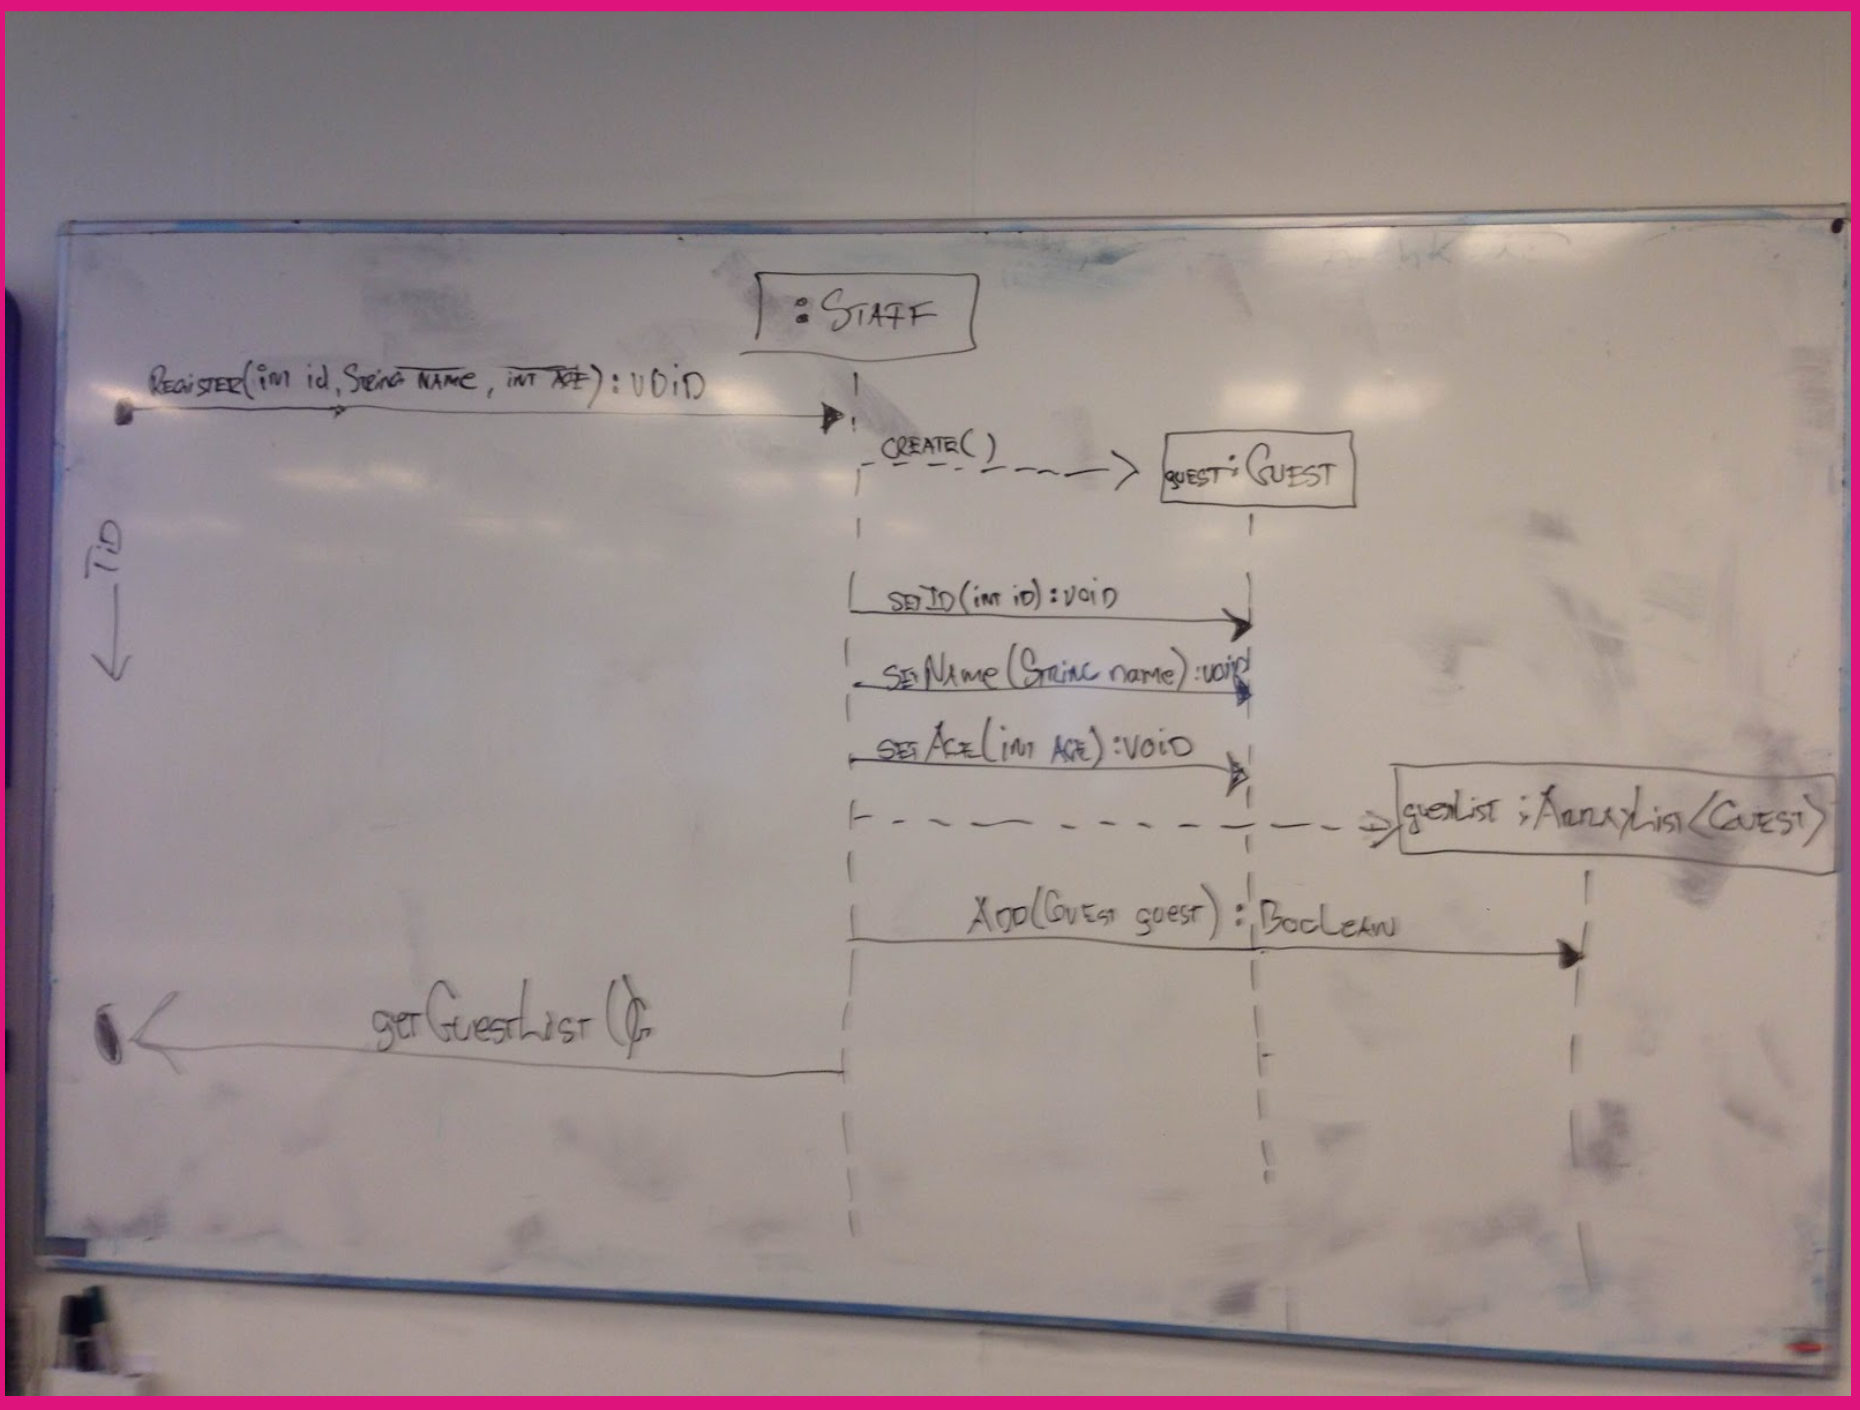 :STAFF
REGISTER(int id, STRING NAME, INT AGE):VOID
CREATE()
guest:GUEST
TID
SETID(INT ID):VOID
SETNAME(STRING name):void
SETAGE(INT AGE):VOID
guestList :ARRAYLIST<GUEST>
ADD(GUEST guest):BOOLEAN
getGuestList()